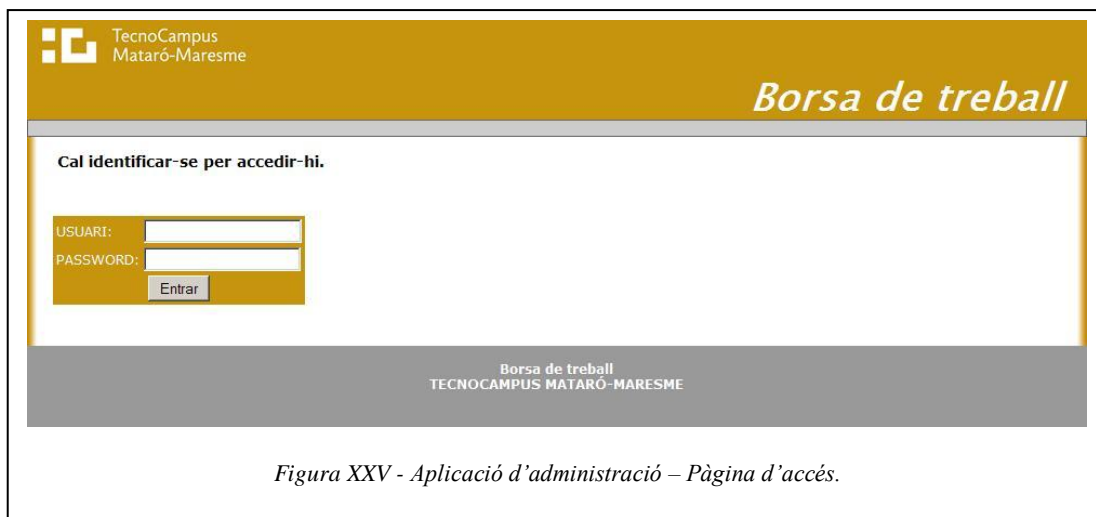 TecnoCampus
Mataró-Maresme
Borsa de treball
Cal identificar-se per accedir-hi.
USUARI:
PASSWORD:
Entrar
Borsa de treball
TECNOCAMPUS MATARÓ-MARESME
Figura XXV - Aplicació d’administració – Pàgina d’accés.